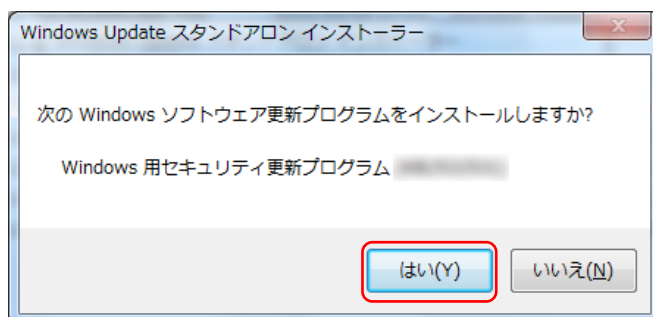 Windows Update スタンドアロン インストーラー
次の Windows ソフトウェア更新プログラムをインストールしますか?
Windows 用セキュリティ更新プログラム
はい(Y)
いいえ(N)